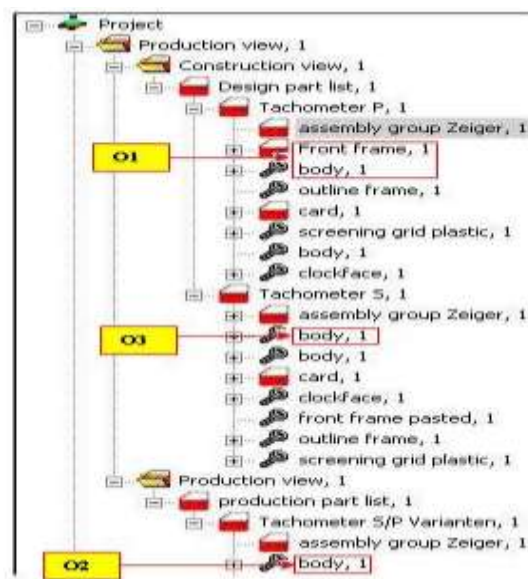 Project
Production view, 1
Construction view, 1
Design part list, 1
Tachometer P, 1
assembly group Zeiger, 1
Front frame, 1
O1
body, 1
outline frame, 1
card, 1
screening grid plastic, 1
body, 1
clockface, 1
Tachometer S, 1
assembly group Zeiger, 1
O3
body, 1
body, 1
card, 1
clockface, 1
front frame pasted, 1
outline frame, 1
screening grid plastic, 1
Production view, 1
production part list, 1
Tachometer S/P Varianten, 1
assembly group Zeiger, 1
O2
body, 1